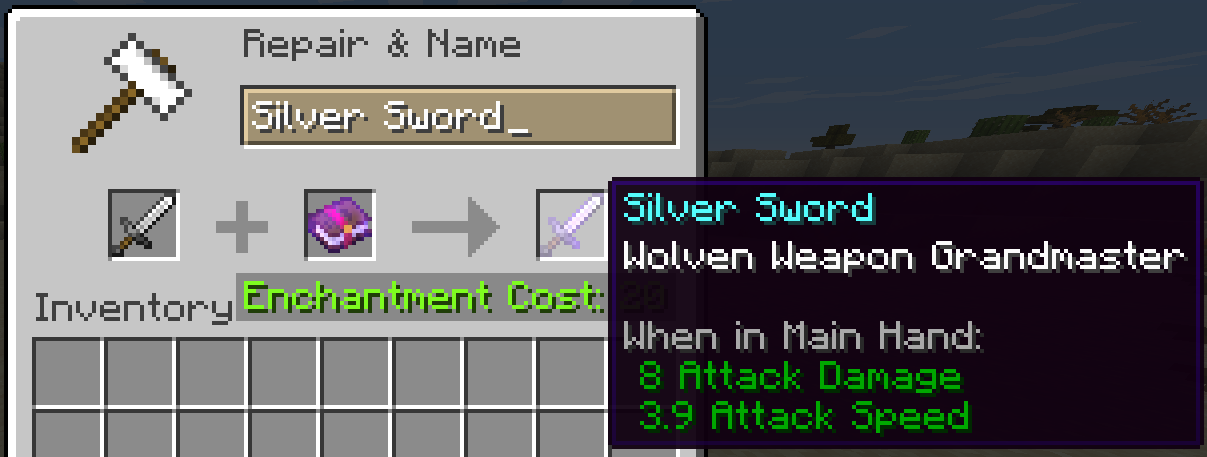 Repair & Name
Silver Sword_
Enchantment Cost: 20
Inventory
Silver Sword
Wolven Weapon Grandmaster
When in Main Hand:
8 Attack Damage
3.9 Attack Speed